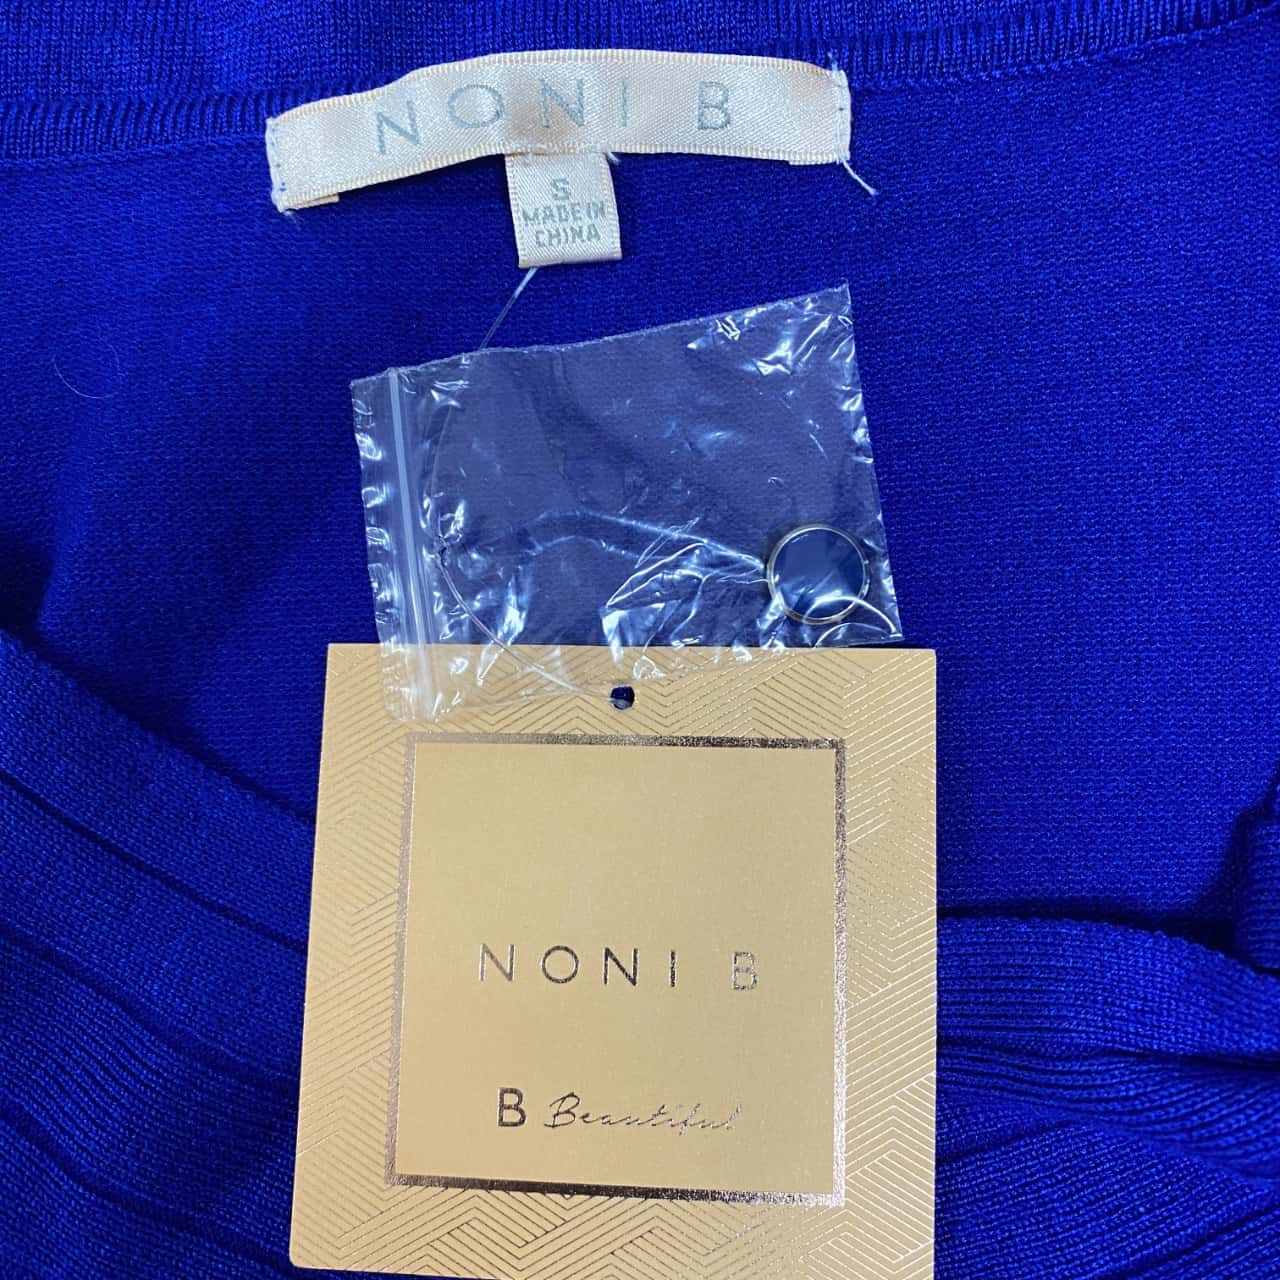 NONI B
S
MADE IN
CHINA
NONI B
B Beautiful